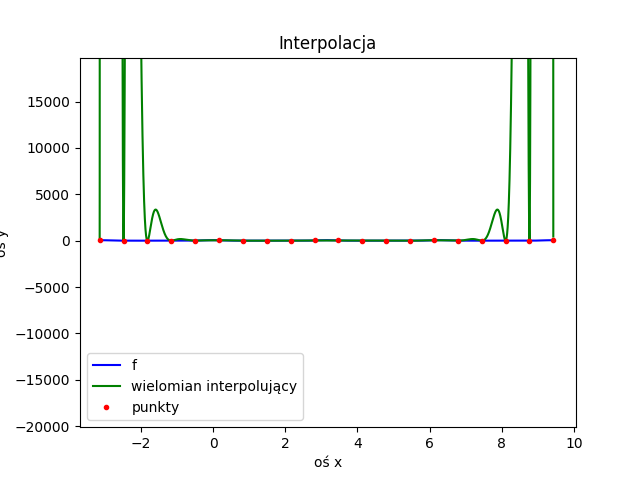 Interpolacja
15000
10000
5000
0
−5000
−10000
−15000
−20000
oś y
f
wielomian interpolujący
punkty
−2
0
2
4
6
8
10
oś x